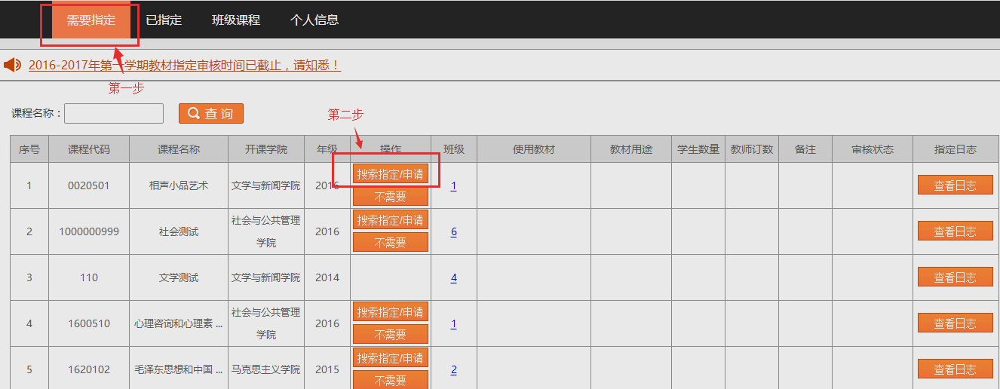 需要指定 已指定 班级课程 个人信息
2016-2017年第一学期教材指定审核时间已截止，请知悉！
第一步
课程名称： 查 询
第二步
序号 课程代码 课程名称 开课学院 年级 操作 班级 使用教材 教材用途 学生数量 教师订数 备注 审核状态 指定日志
1 0020501 相声小品艺术 文学与新闻学院 2016 搜索指定/申请 1 查看日志
不需要
2 1000000999 社会测试 社会与公共管理 2016 搜索指定/申请 6 查看日志
学院 不需要
3 110 文学测试 文学与新闻学院 2014 4 查看日志
4 1600510 心理咨询和心理素 ... 社会与公共管理 2016 搜索指定/申请 1 查看日志
学院 不需要
5 1620102 毛泽东思想和中国 ... 马克思主义学院 2015 搜索指定/申请 2 查看日志
不需要